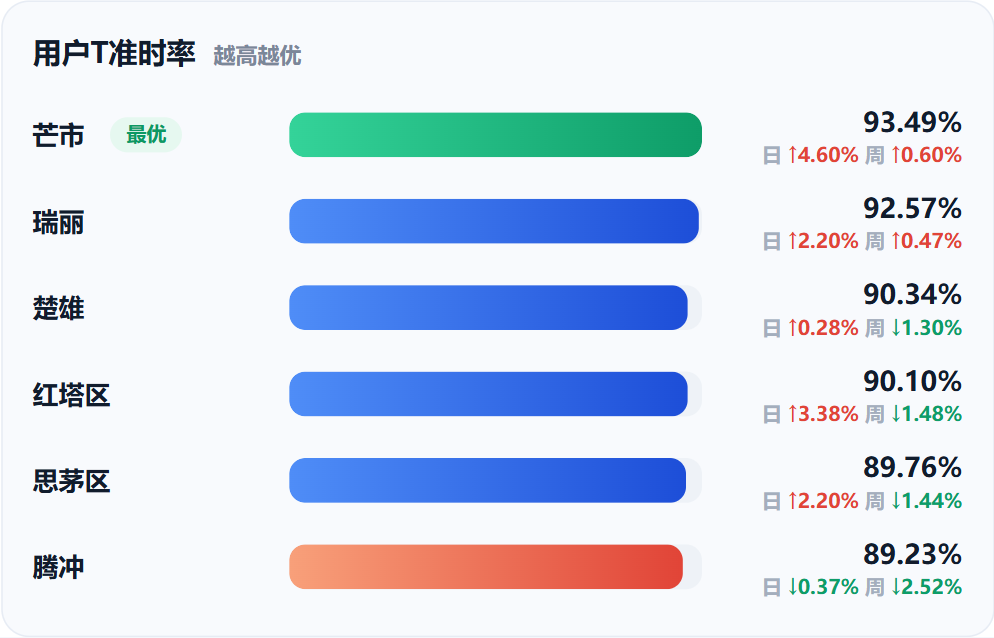 用户T准时率 越高越优
芒市 最优 93.49%
日 ↑4.60% 周 ↑0.60%
瑞丽 92.57%
日 ↑2.20% 周 ↑0.47%
楚雄 90.34%
日 ↑0.28% 周 ↓1.30%
红塔区 90.10%
日 ↑3.38% 周 ↓1.48%
思茅区 89.76%
日 ↑2.20% 周 ↓1.44%
腾冲 89.23%
日 ↓0.37% 周 ↓2.52%